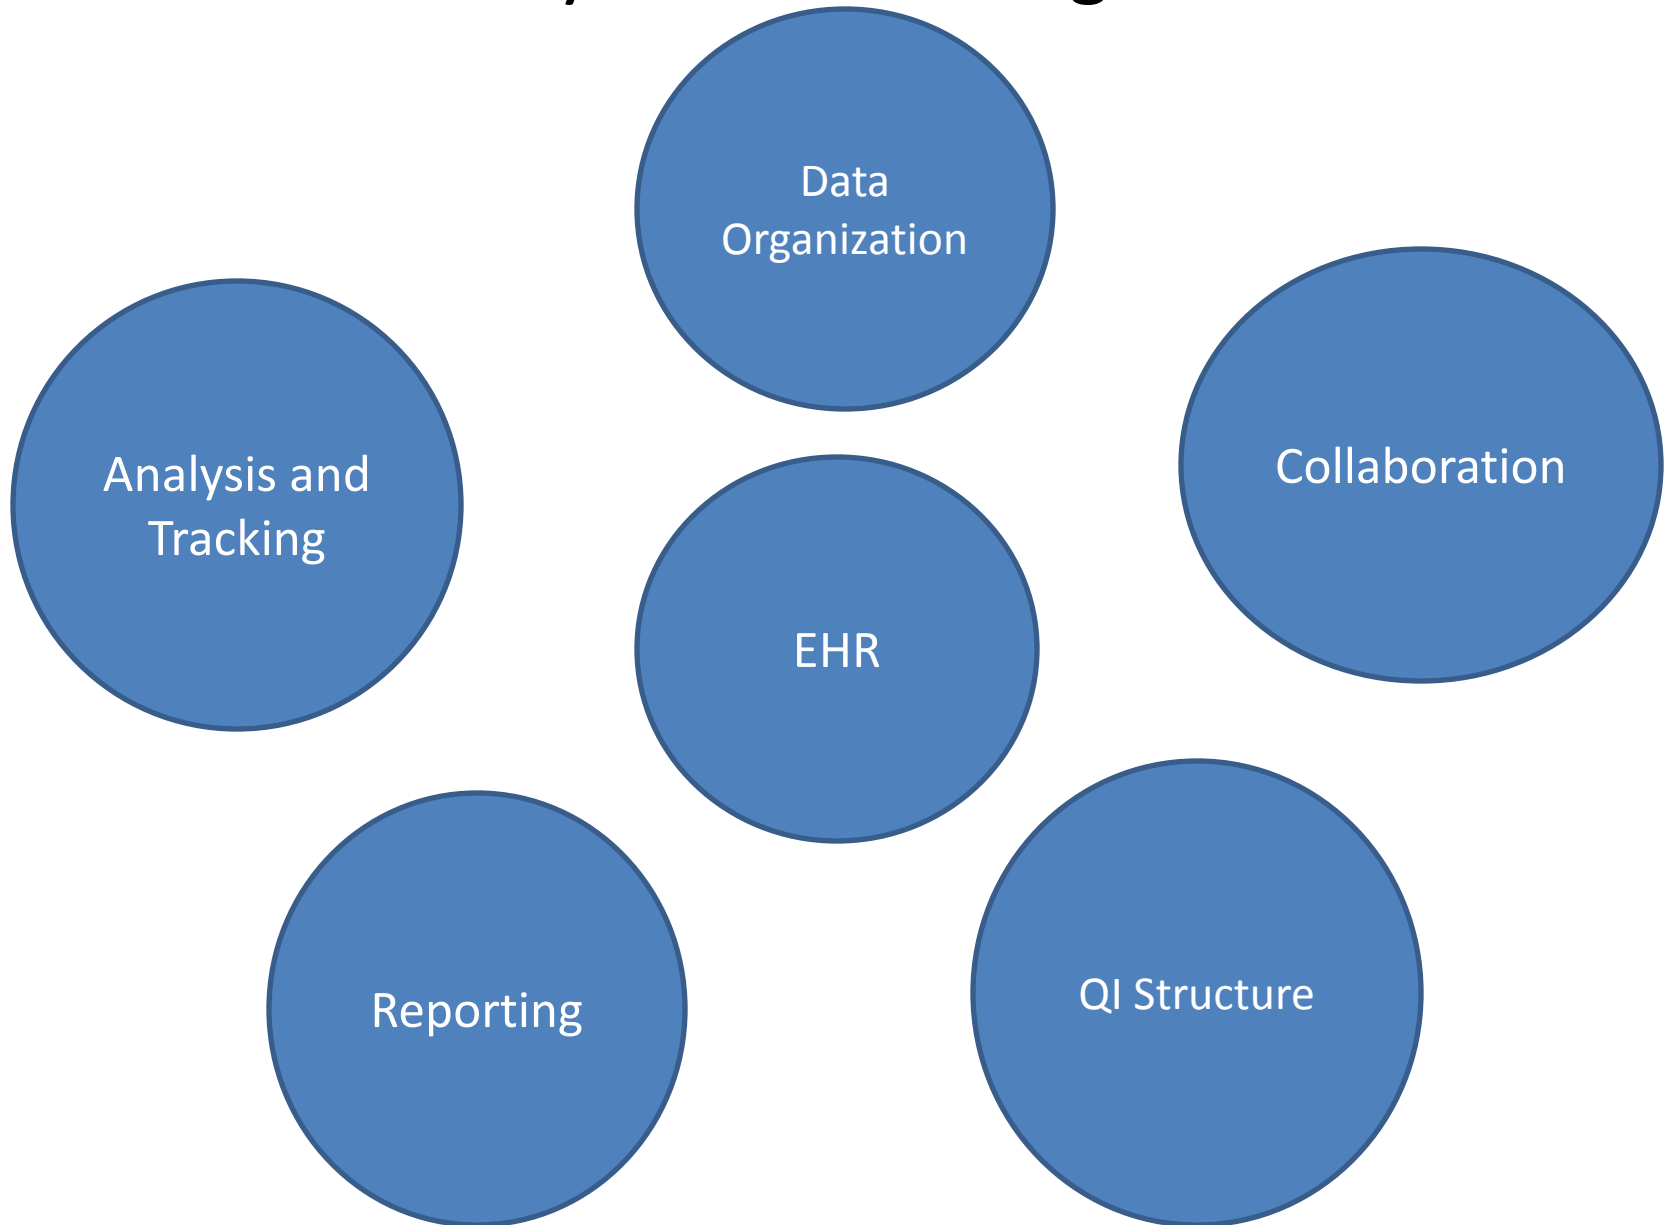 Data
Organization
Analysis and
Tracking
Collaboration
EHR
Reporting
QI Structure